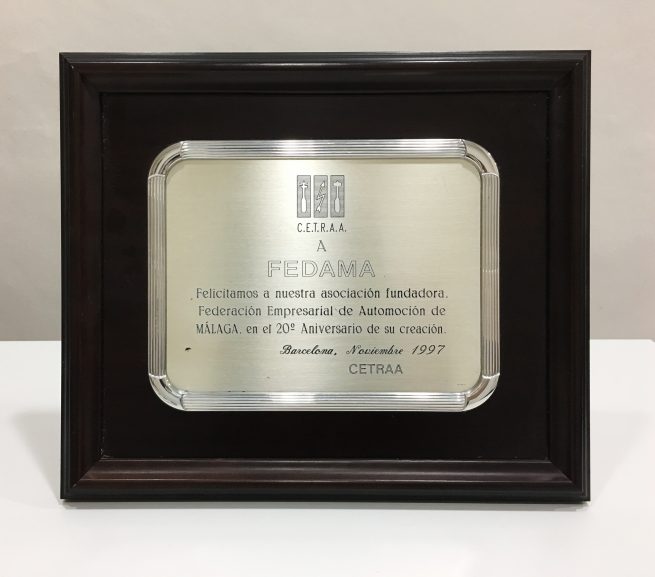 C.E.T.R.A.A.
A
FEDAMA
Felicitamos a nuestra asociación fundadora.
Federación Empresarial de Automoción de
MÁLAGA, en el 20º Aniversario de su creación.
Barcelona, Noviembre 1997
CETRAA